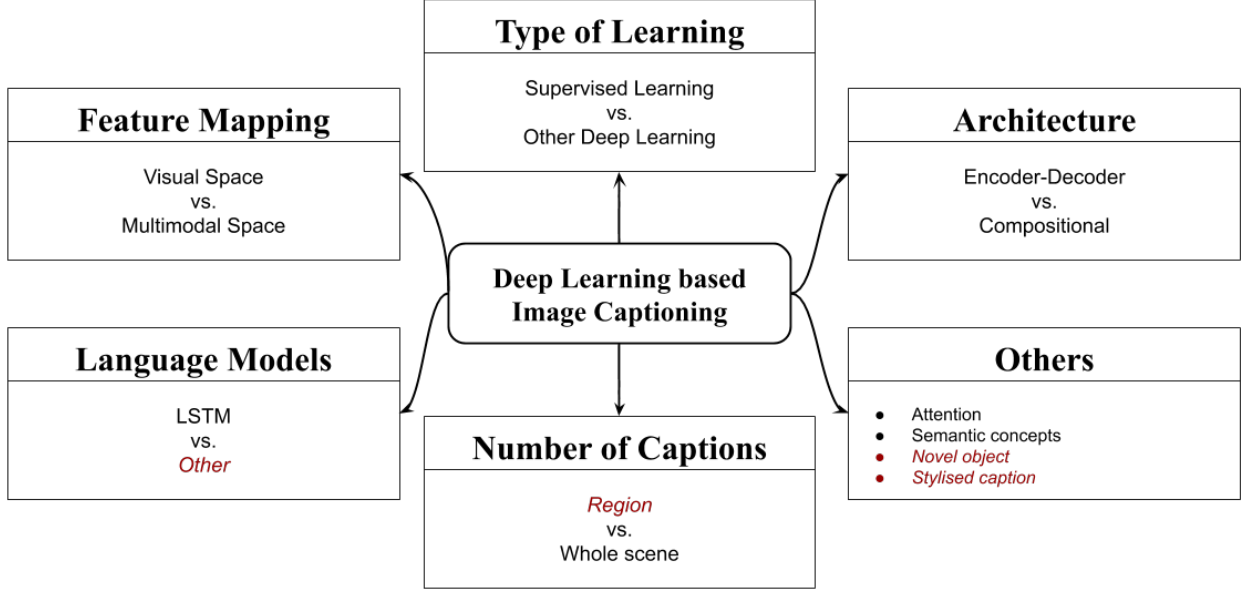 Type of Learning
Supervised Learning
vs.
Other Deep Learning
Feature Mapping
Visual Space
vs.
Multimodal Space
Architecture
Encoder-Decoder
vs.
Compositional
Deep Learning based
Image Captioning
Language Models
LSTM
vs.
Other
Number of Captions
Region
vs.
Whole scene
Others
● Attention
● Semantic concepts
● Novel object
● Stylised caption